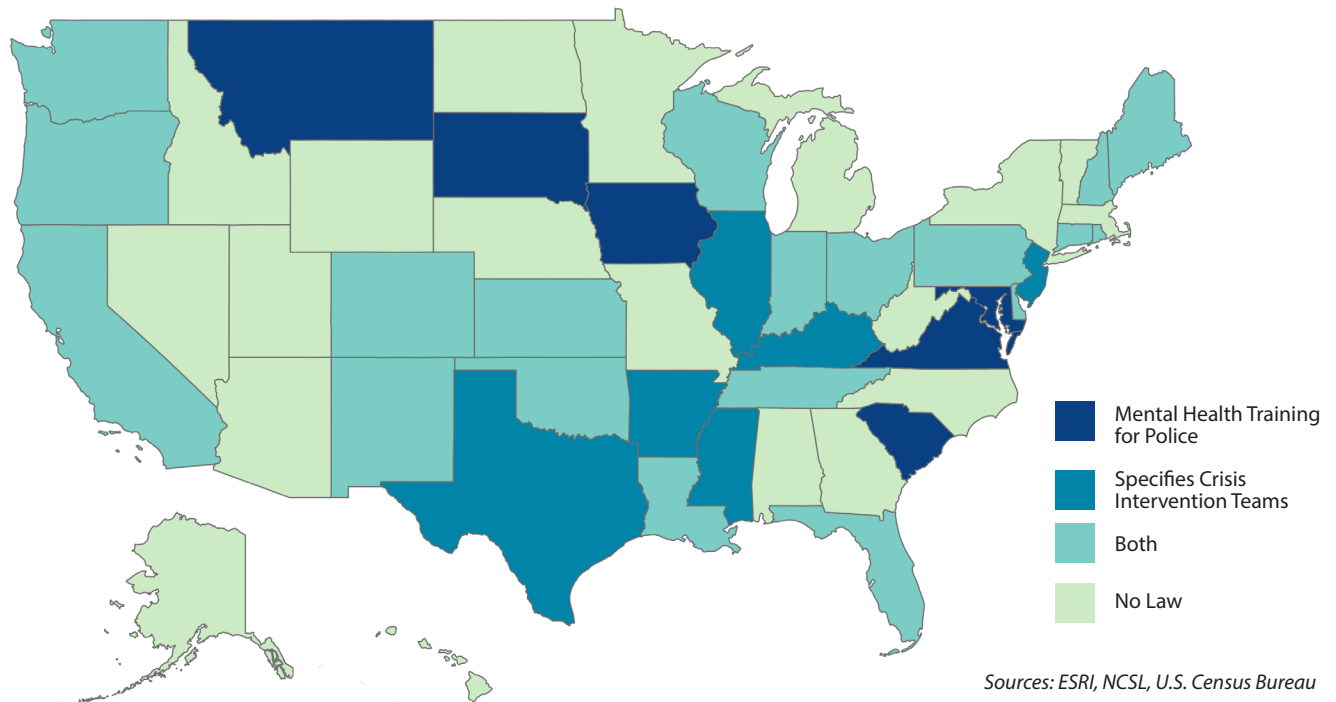 Mental Health Training
for Police
Specifies Crisis
Intervention Teams
Both
No Law
Sources: ESRI, NCSL, U.S. Census Bureau